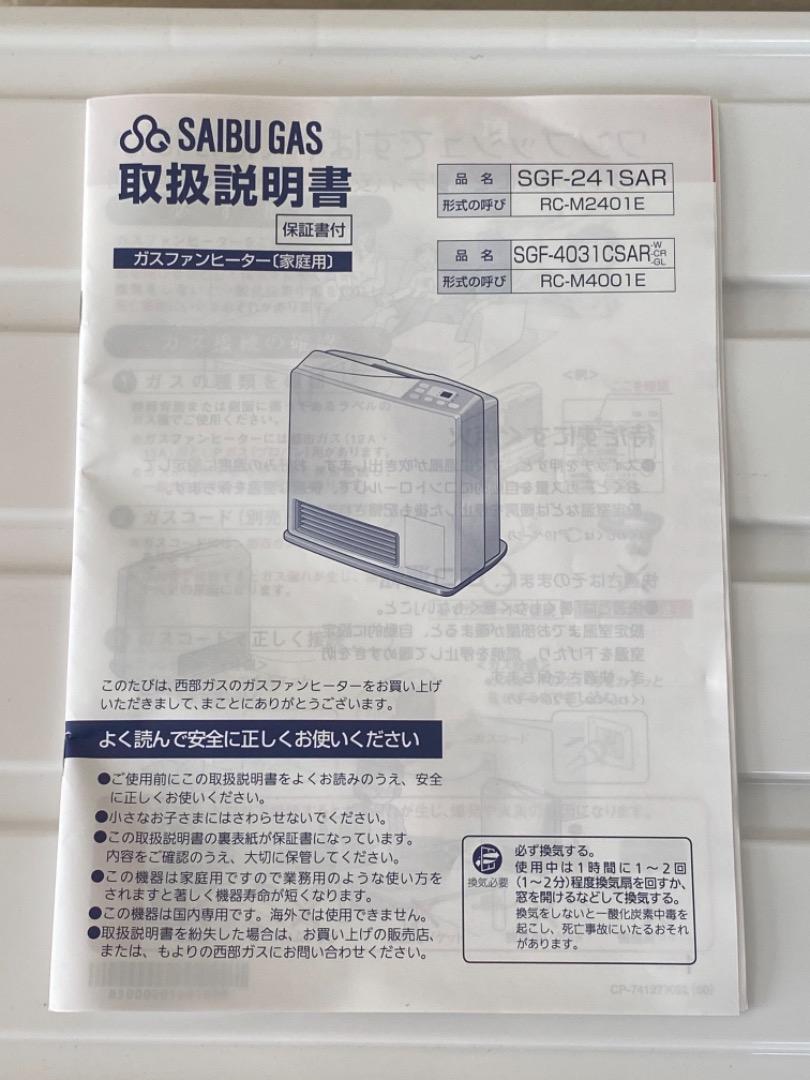 SAIBU GAS
取扱説明書
保証書付
ガスファンヒーター〔家庭用〕
品 名 SGF-241SAR
形式の呼び RC-M2401E
品 名 SGF-4031CSAR -W -CR -GL
形式の呼び RC-M4001E
このたびは、西部ガスのガスファンヒーターをお買い上げ
いただきまして、まことにありがとうございます。
よく読んで安全に正しくお使いください
●ご使用前にこの取扱説明書をよくお読みのうえ、安全
に正しくお使いください。
●小さなお子さまにはさわらせないでください。
●この取扱説明書の裏表紙が保証書になっています。
内容をご確認のうえ、大切に保管してください。
●この機器は家庭用ですので業務用のような使い方を
されますと著しく機器寿命が短くなります。
●この機器は国内専用です。海外では使用できません。
●取扱説明書を紛失した場合は、お買い上げの販売店、
または、もよりの西部ガスにお問い合わせください。
換気必要
必ず換気する。
使用中は1時間に1〜2回
(1〜2分)程度換気扇を回すか、
窓を開けるなどして換気する。
換気をしないと一酸化炭素中毒を
起こし、死亡事故にいたるおそれ
があります。